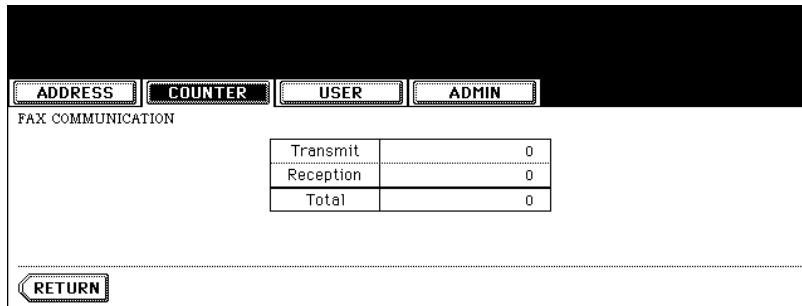 ADDRESS COUNTER USER ADMIN
FAX COMMUNICATION
Transmit 0
Reception 0
Total 0
RETURN